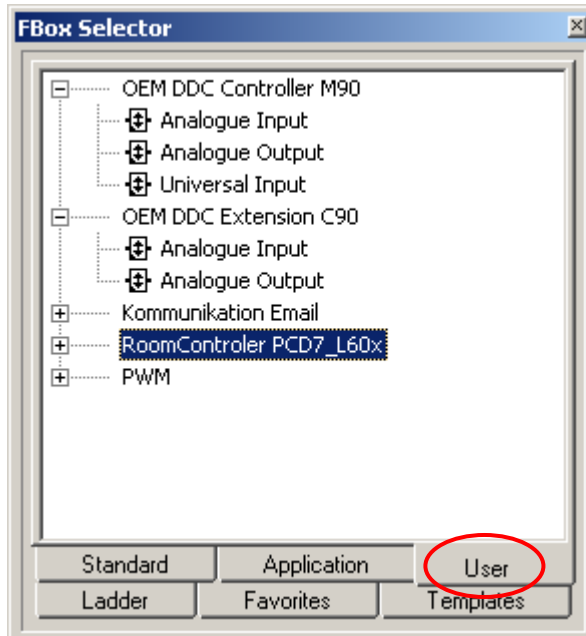 FBox Selector
OEM DDC Controller M90
Analogue Input
Analogue Output
Universal Input
OEM DDC Extension C90
Analogue Input
Analogue Output
Kommunikation Email
RoomControler PCD7_L60x
PWM
Standard Application User
Ladder Favorites Templates